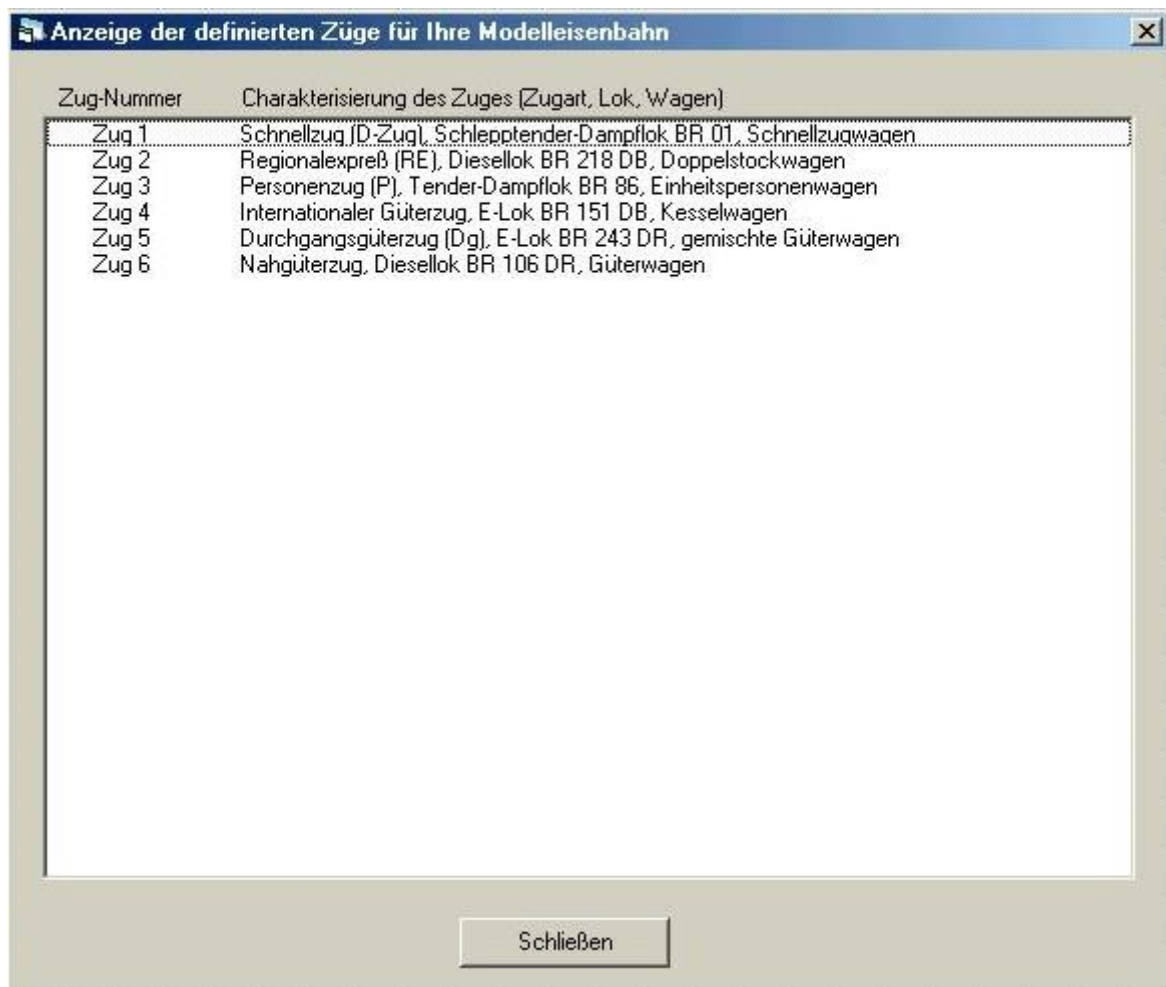 Anzeige der definierten Züge für Ihre Modelleisenbahn
Zug-Nummer Charakterisierung des Zuges (Zugart, Lok, Wagen)
Zug 1 Schnellzug (D-Zug), Schlepptender-Dampflok BR 01, Schnellzugwagen
Zug 2 Regionalexpreß (RE), Diesellok BR 218 DB, Doppelstockwagen
Zug 3 Personenzug (P), Tender-Dampflok BR 86, Einheitspersonenwagen
Zug 4 Internationaler Güterzug, E-Lok BR 151 DB, Kesselwagen
Zug 5 Durchgangsgüterzug (Dg), E-Lok BR 243 DR, gemischte Güterwagen
Zug 6 Nahgüterzug, Diesellok BR 106 DR, Güterwagen
Schließen